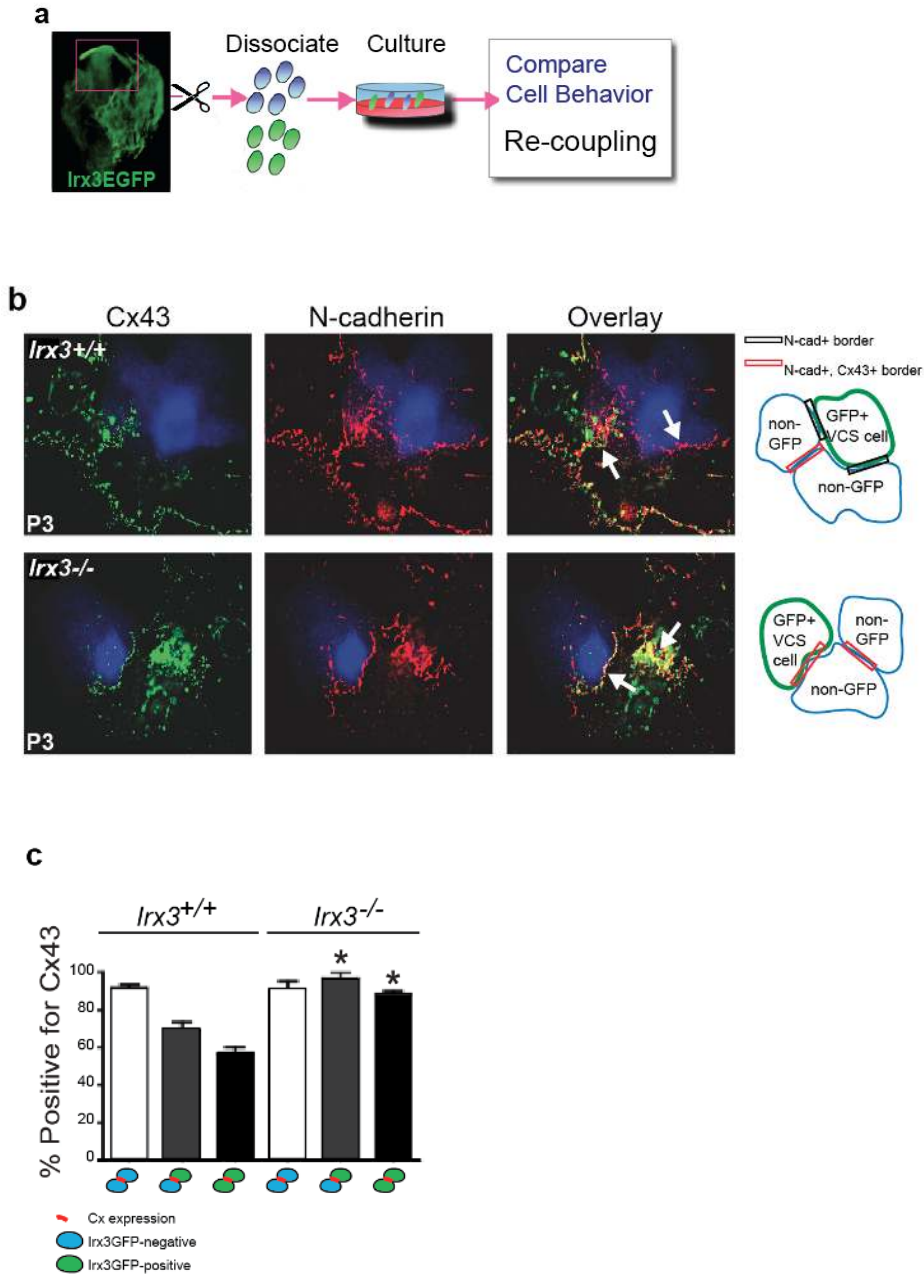 a
Dissociate
Culture
Compare
Cell Behavior
Re-coupling
Irx3EGFP
b
Cx43
N-cadherin
Overlay
Irx3+/+
P3
N-cad+ border
N-cad+, Cx43+ border
non-
GFP
GFP+
VCS cell
non-GFP
Irx3-/-
P3
GFP+
VCS
cell
non-
GFP
non-GFP
c
Irx3+/+
Irx3-/-
% Positive for Cx43
100
80
60
40
20
0
*
*
Cx expression
Irx3GFP-negative
Irx3GFP-positive